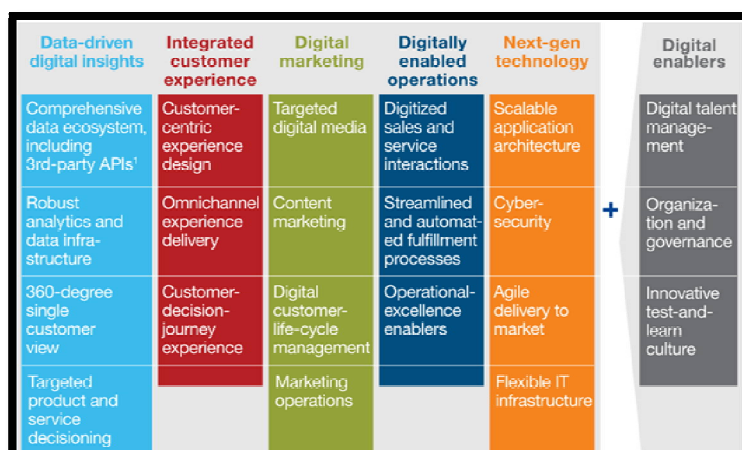 Data-driven
digital insights
Comprehensive
data ecosystem,
including
3rd-party APIs¹
Robust
analytics and
data infra-
structure
360-degree
single
customer
view
Targeted
product and
service
decisioning
Integrated
customer
experience
Customer-
centric
experience
design
Omnichannel
experience
delivery
Customer-
decision-
journey
experience
Digital
marketing
Targeted
digital media
Content
marketing
Digital
customer-
life-cycle
management
Marketing
operations
Digitally
enabled
operations
Digitized
sales and
service
interactions
Streamlined
and automat-
ed fulfillment
processes
Operational-
excellence
enablers
Next-gen
technology
Scalable
application
architecture
Cyber-
security
Agile
delivery to
market
Flexible IT
infrastructure
+
Digital
enablers
Digital talent
manage-
ment
Organiza-
tion and
governance
Innovative
test-and-
learn
culture